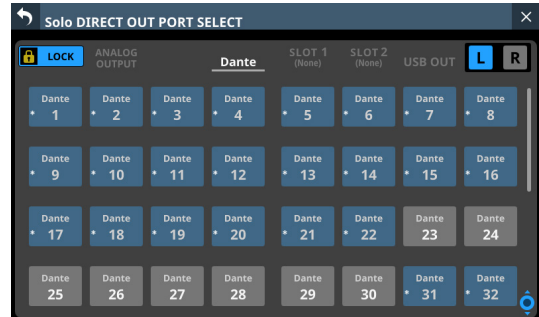 Solo DIRECT OUT PORT SELECT
LOCK
ANALOG
OUTPUT
Dante
SLOT 1
(None)
SLOT 2
(None)
USB OUT
L
R
Dante Dante Dante Dante Dante Dante Dante Dante
* 1 * 2 * 3 * 4 * 5 * 6 * 7 * 8
Dante Dante Dante Dante Dante Dante Dante Dante
* 9 * 10 * 11 * 12 * 13 * 14 * 15 * 16
Dante Dante Dante Dante Dante Dante Dante Dante
* 17 * 18 * 19 * 20 * 21 * 22 23 24
Dante Dante Dante Dante Dante Dante Dante Dante
25 26 27 28 29 30 * 31 * 32